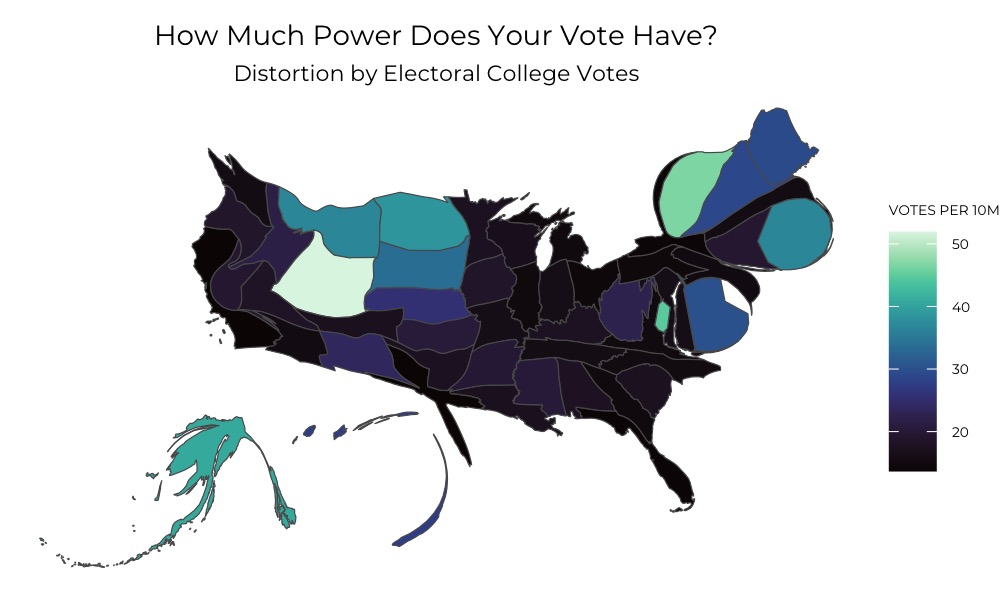 How Much Power Does Your Vote Have?
Distortion by Electoral College Votes
VOTES PER 10M
50
40
30
20